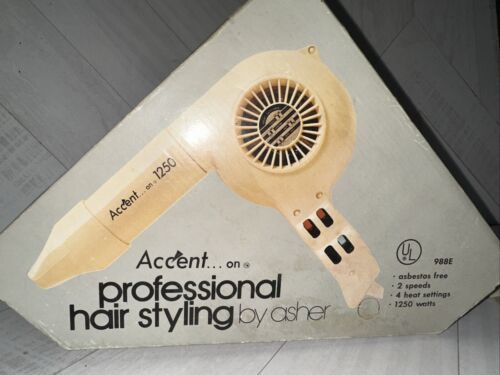 Accent... on 1250
Accent... on
professional
hair styling by asher
UL
988E
• asbestos free
• 2 speeds
• 4 heat settings
• 1250 watts